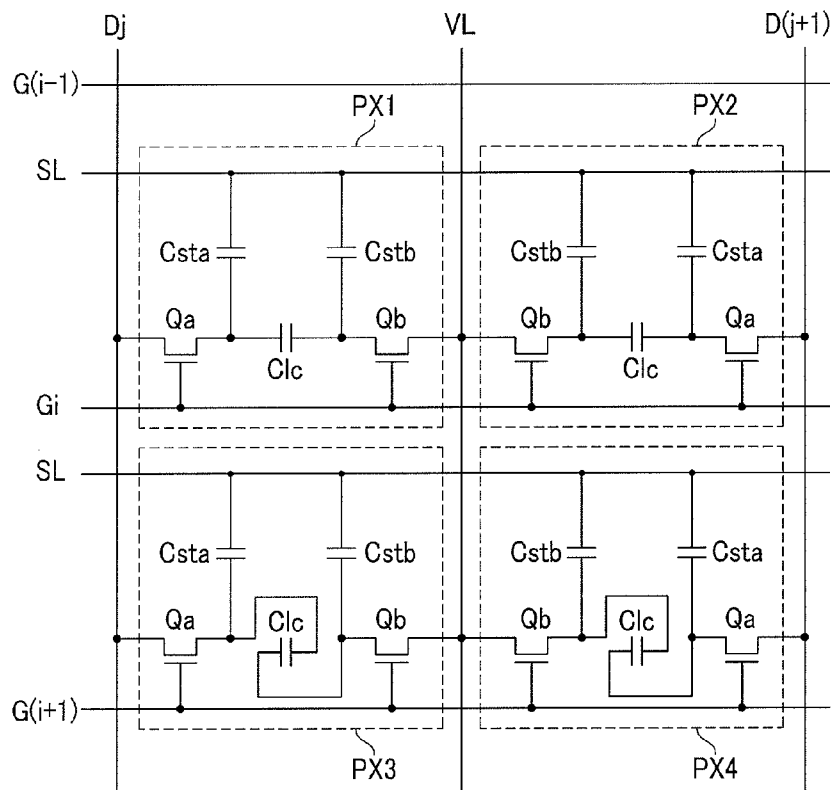 Dj VL D(j+1)
G(i-1)
PX1 PX2
SL
Csta Cstb Cstb Csta
Qa Qb Qb Qa
Clc Clc
Gi
SL
Csta Cstb Cstb Csta
Qa Clc Qb Qb Clc Qa
G(i+1)
PX3 PX4